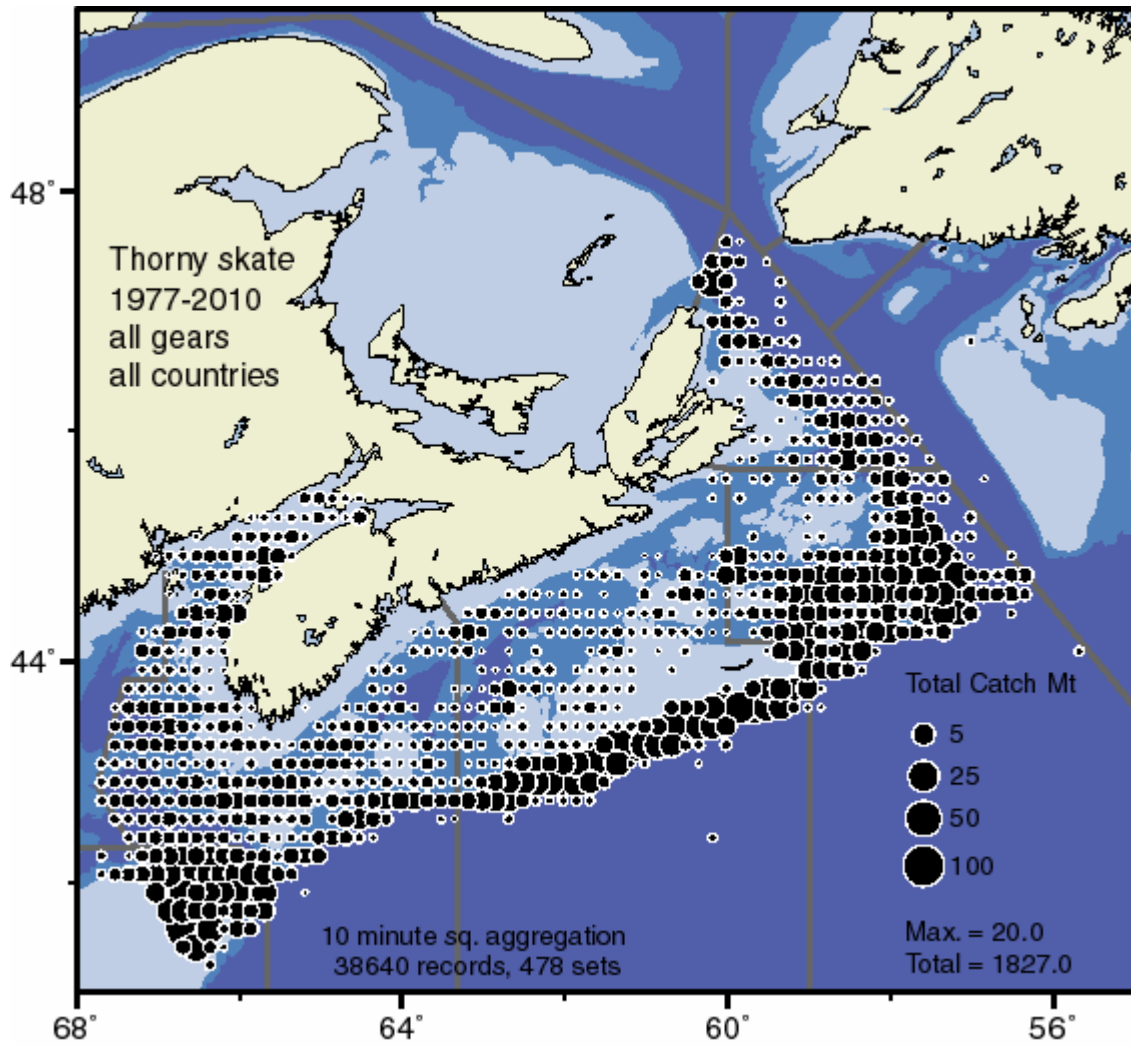 48°
Thorny skate
1977-2010
all gears
all countries
44°
Total Catch Mt
5
25
50
100
10 minute sq. aggregation
38640 records, 478 sets
Max. = 20.0
Total = 1827.0
68° 64° 60° 56°